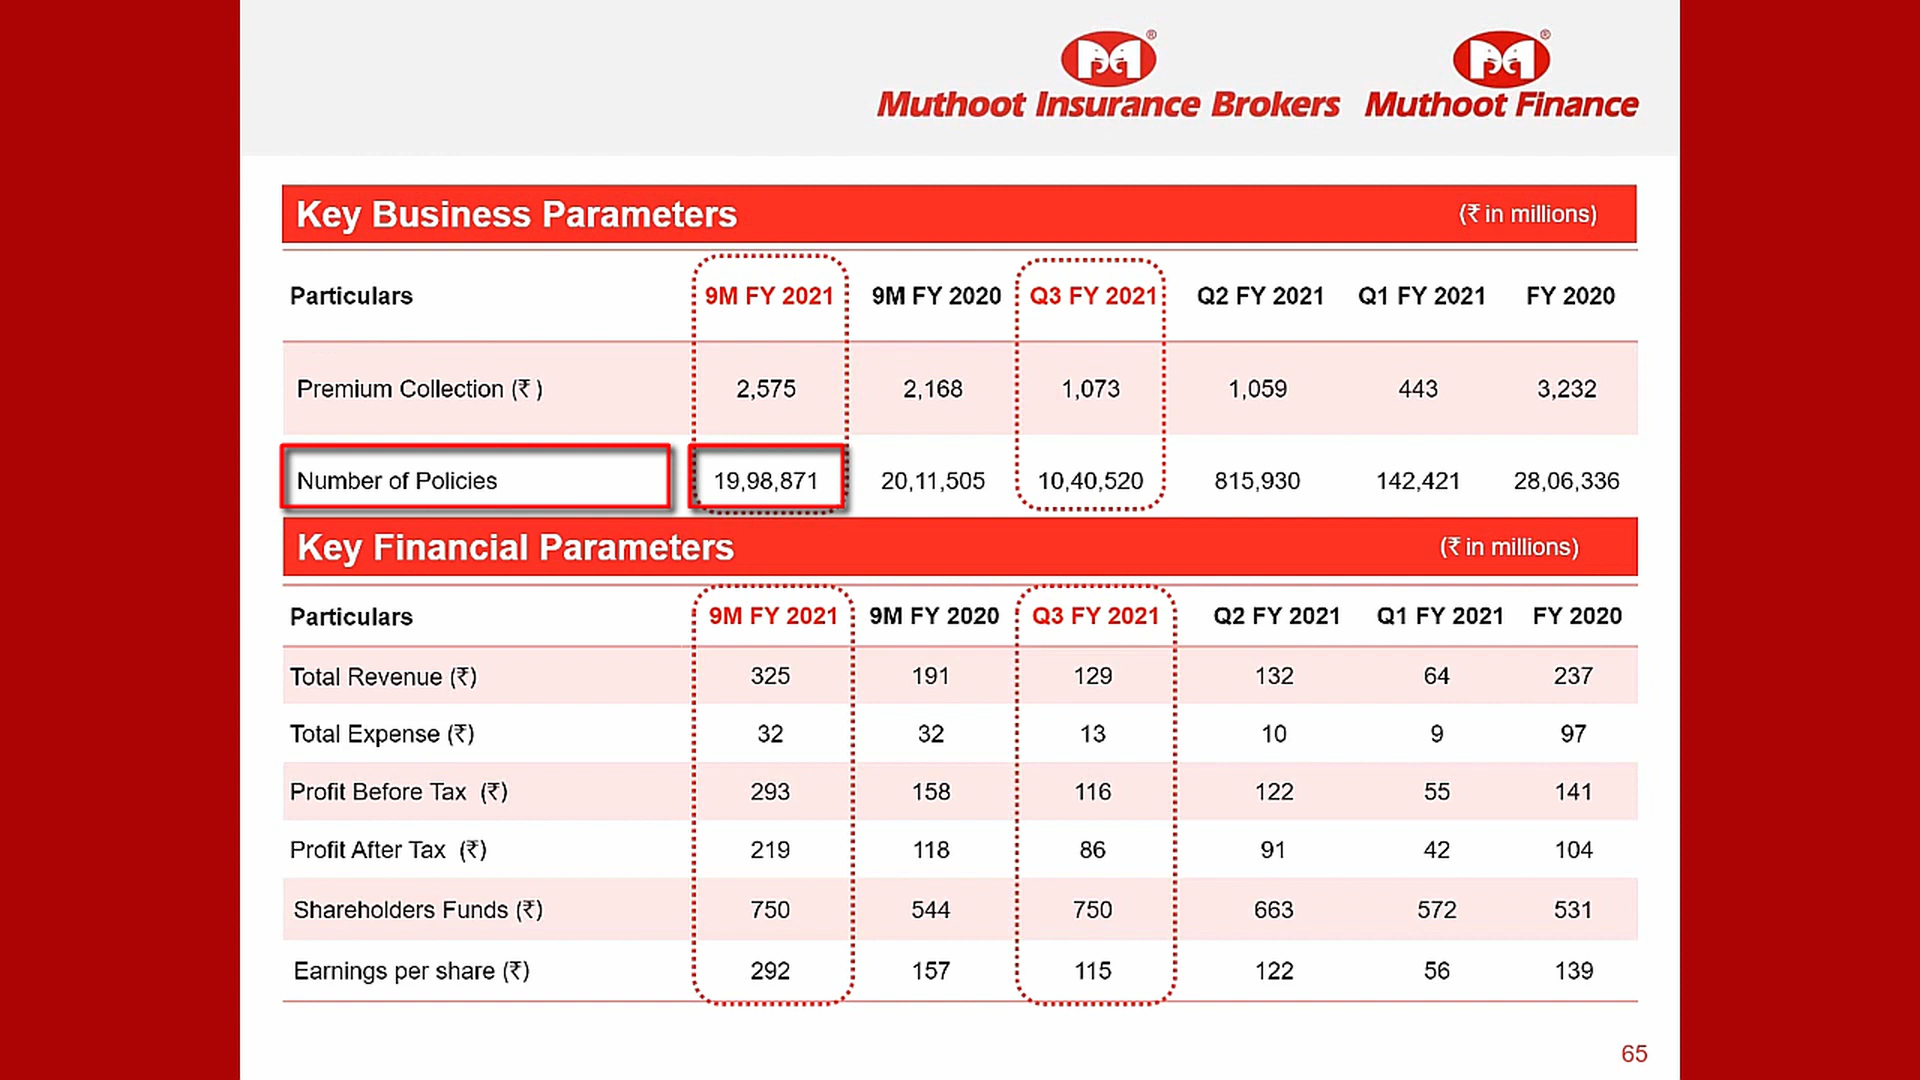 Muthoot Insurance Brokers Muthoot Finance
Key Business Parameters (₹ in millions)
Particulars 9M FY 2021 9M FY 2020 Q3 FY 2021 Q2 FY 2021 Q1 FY 2021 FY 2020
Premium Collection (₹ ) 2,575 2,168 1,073 1,059 443 3,232
Number of Policies 19,98,871 20,11,505 10,40,520 815,930 142,421 28,06,336
Key Financial Parameters (₹ in millions)
Particulars 9M FY 2021 9M FY 2020 Q3 FY 2021 Q2 FY 2021 Q1 FY 2021 FY 2020
Total Revenue (₹) 325 191 129 132 64 237
Total Expense (₹) 32 32 13 10 9 97
Profit Before Tax (₹) 293 158 116 122 55 141
Profit After Tax (₹) 219 118 86 91 42 104
Shareholders Funds (₹) 750 544 750 663 572 531
Earnings per share (₹) 292 157 115 122 56 139
65